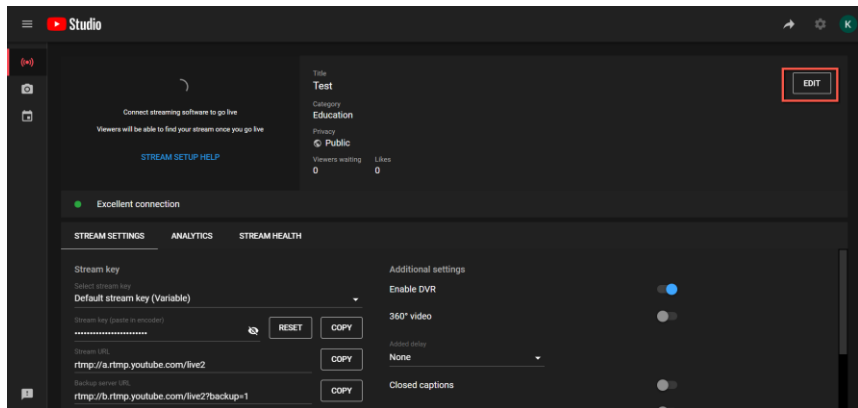 Studio
K
Connect streaming software to go live
Viewers will be able to find your stream once you go live
STREAM SETUP HELP
Title
Test
Category
Education
Privacy
Public
Viewers waiting Likes
0 0
EDIT
Excellent connection
STREAM SETTINGS ANALYTICS STREAM HEALTH
Stream key
Select stream key
Default stream key (Variable)
Stream key (paste in encoder)
••••••••••••••••••••••••
RESET COPY
Stream URL
rtmp://a.rtmp.youtube.com/live2
COPY
Backup server URL
rtmp://b.rtmp.youtube.com/live2?backup=1
COPY
Additional settings
Enable DVR
360° video
Added delay
None
Closed captions